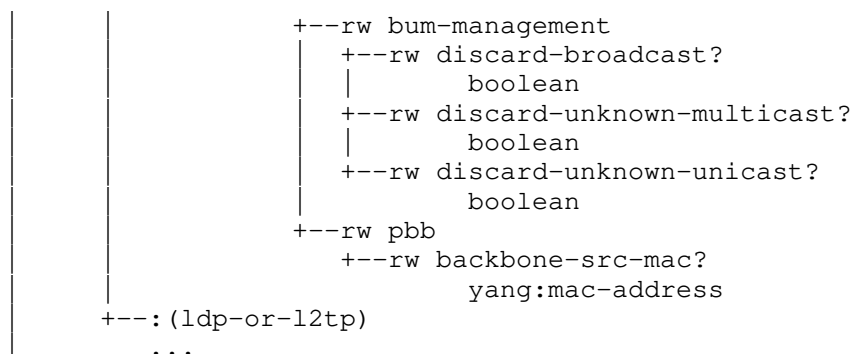 |     |           +--rw bum-management
|     |           |  +--rw discard-broadcast?
|     |           |  |       boolean
|     |           |  +--rw discard-unknown-multicast?
|     |           |  |       boolean
|     |           |  +--rw discard-unknown-unicast?
|     |           |          boolean
|     |           +--rw pbb
|     |              +--rw backbone-src-mac?
|     |                      yang:mac-address
|     +--:(ldp-or-l2tp)
|        ...